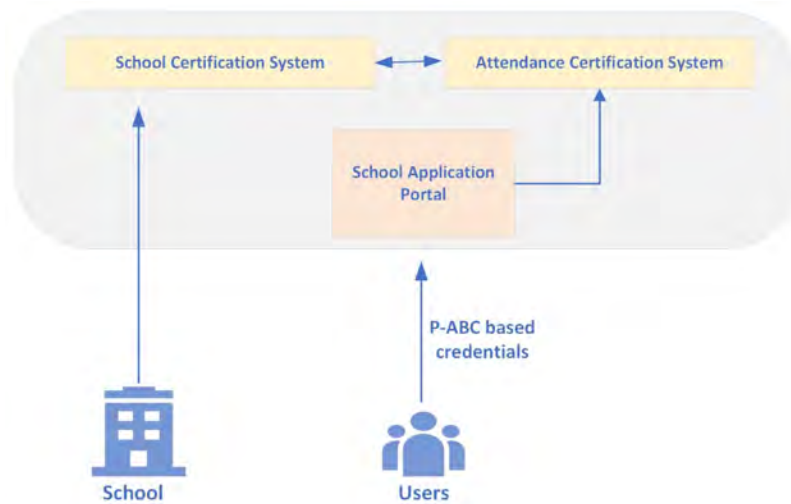 School Certification System
Attendance Certification System
School Application
Portal
P-ABC based
credentials
School
Users